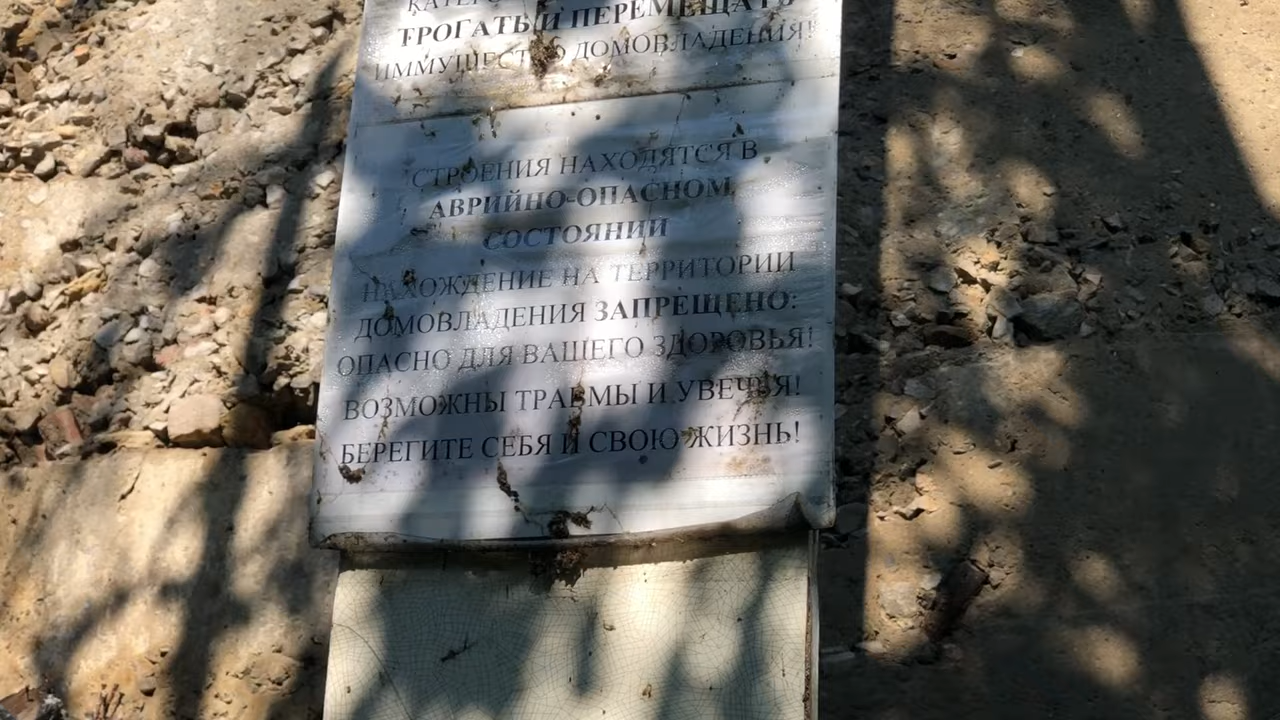 ТРОГАТЬ И ПЕРЕМЕЩАТЬ
ИММУЩЕСТВО ДОМОВЛАДЕНИЯ!
СТРОЕНИЯ НАХОДЯТСЯ В
АВРИЙНО-ОПАСНОМ
СОСТОЯНИИ
НАХОЖДЕНИЕ НА ТЕРРИТОРИИ
ДОМОВЛАДЕНИЯ ЗАПРЕЩЕНО:
ОПАСНО ДЛЯ ВАШЕГО ЗДОРОВЬЯ!
ВОЗМОЖНЫ ТРАВМЫ И УВЕЧЬЯ!
БЕРЕГИТЕ СЕБЯ И СВОЮ ЖИЗНЬ!